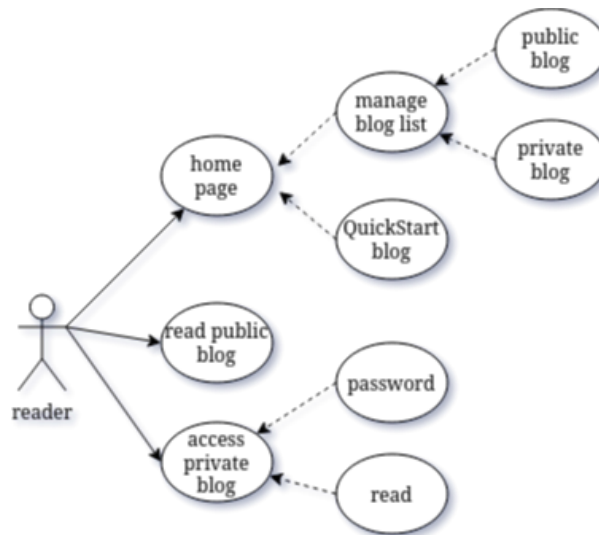 public
blog
manage
blog list
private
blog
home
page
QuickStart
blog
read public
blog
reader
password
access
private
blog
read